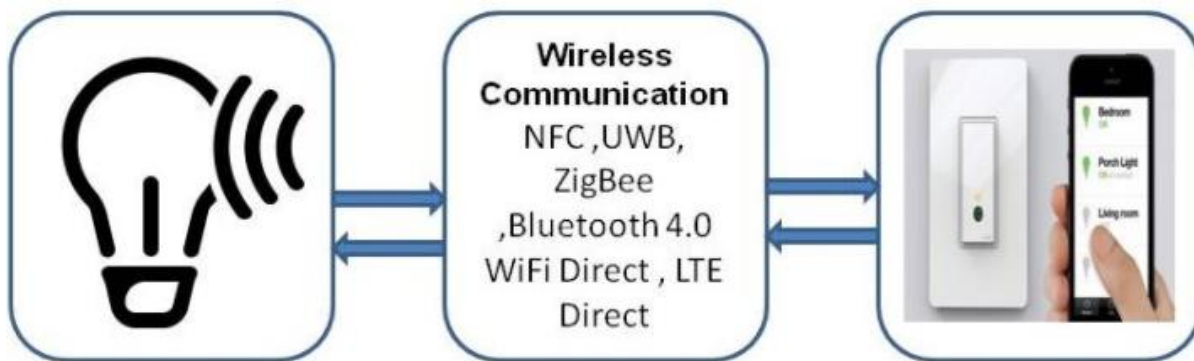 Wireless
Communication
NFC ,UWB,
ZigBee
,Bluetooth 4.0
WiFi Direct , LTE
Direct
Bedroom
Porch Light
Living room